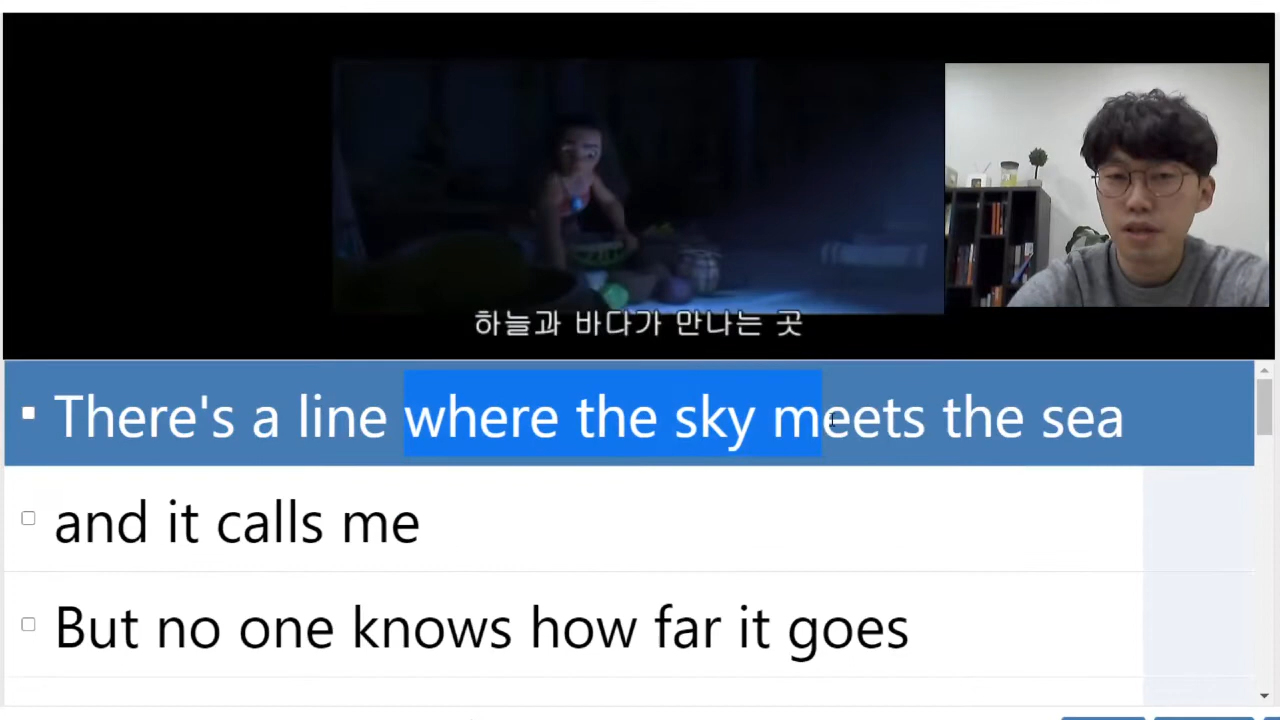 하늘과 바다가 만나는 곳
There's a line where the sky meets the sea
and it calls me
But no one knows how far it goes